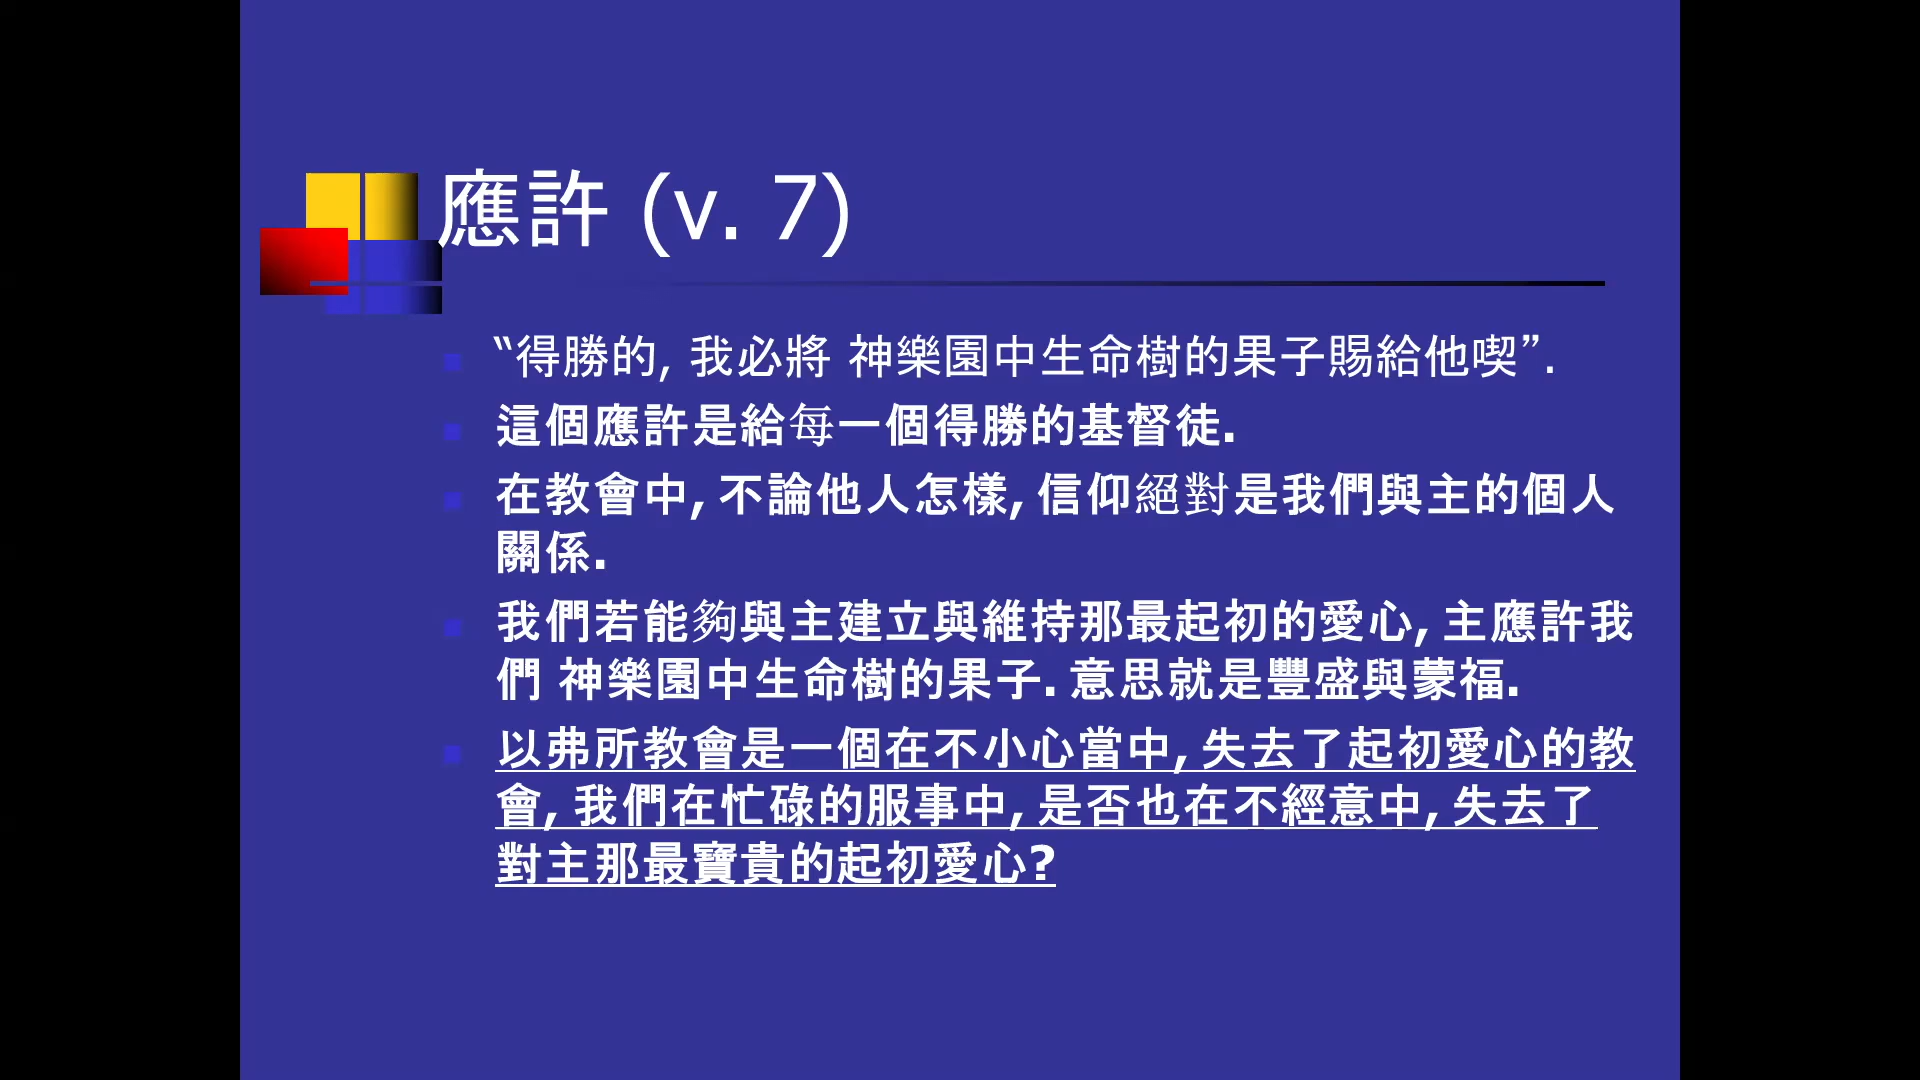 應許 (v. 7)
“得勝的, 我必將 神樂園中生命樹的果子賜給他喫”.
這個應許是給每一個得勝的基督徒.
在教會中, 不論他人怎樣, 信仰絕對是我們與主的個人
關係.
我們若能夠與主建立與維持那最起初的愛心, 主應許我
們 神樂園中生命樹的果子. 意思就是豐盛與蒙福.
以弗所教會是一個在不小心當中, 失去了起初愛心的教
會, 我們在忙碌的服事中, 是否也在不經意中, 失去了
對主那最寶貴的起初愛心?